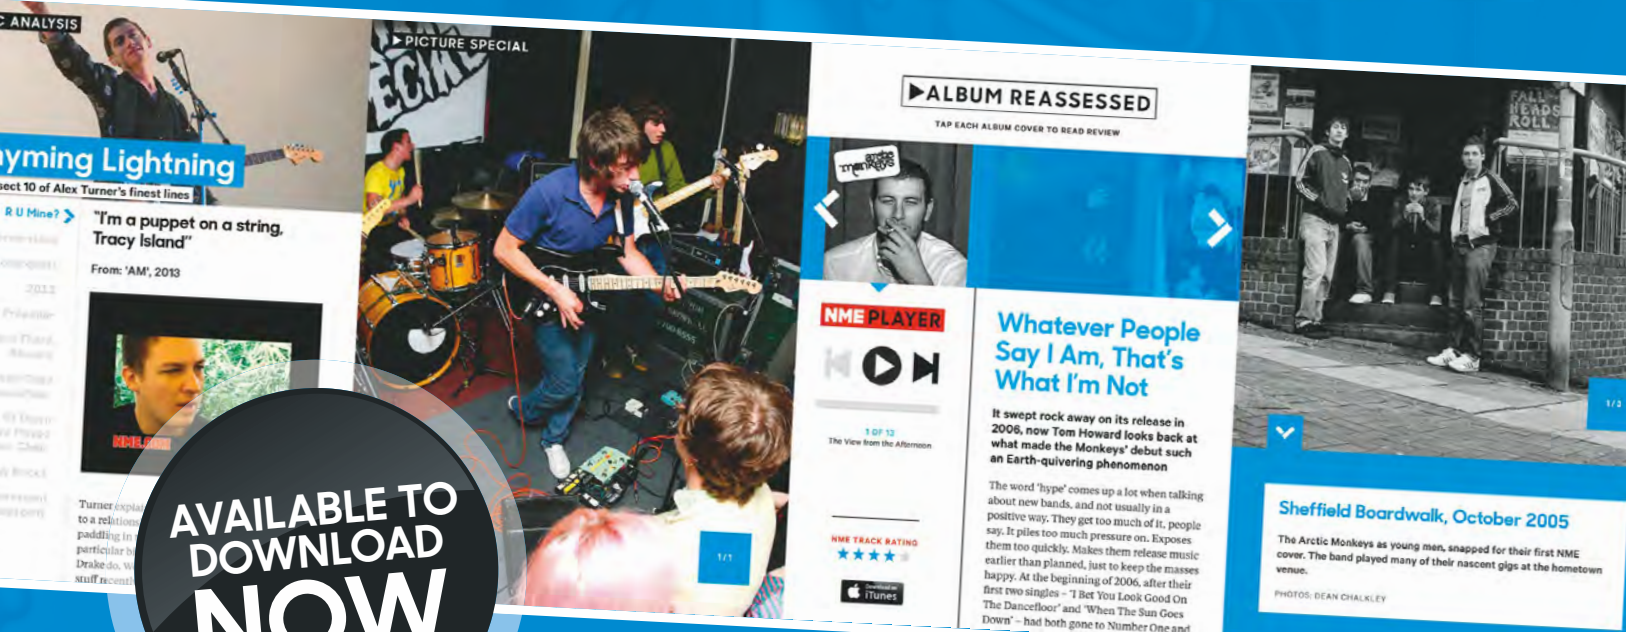 C ANALYSIS
hyming Lightning
sect 10 of Alex Turner's finest lines
R U Mine?
2011
"I'm a puppet on a string,
Tracy Island"
From: 'AM', 2013
Turner
to a relations
paddling in
particular
Drake do. W
stuff recent
AVAILABLE TO
DOWNLOAD
NOW
PICTURE SPECIAL
1/1
ALBUM REASSESSED
TAP EACH ALBUM COVER TO READ REVIEW
arctic
monkeys
NME PLAYER
1 OF 13
The View from the Afternoon
NME TRACK RATING
Download on
iTunes
Whatever People
Say I Am, That's
What I'm Not
It swept rock away on its release in
2006, now Tom Howard looks back at
what made the Monkeys' debut such
an Earth-quivering phenomenon
The word 'hype' comes up a lot when talking
about new bands, and not usually in a
positive way. They get too much of it, people
say. It piles too much pressure on. Exposes
them too quickly. Makes them release music
earlier than planned, just to keep the masses
happy. At the beginning of 2006, after their
first two singles – 'I Bet You Look Good On
The Dancefloor' and 'When The Sun Goes
Down' – had both gone to Number One and
FALL
HEADS
ROLL
Sheffield Boardwalk, October 2005
The Arctic Monkeys as young men, snapped for their first NME
cover. The band played many of their nascent gigs at the hometown
venue.
PHOTOS: DEAN CHALKLEY